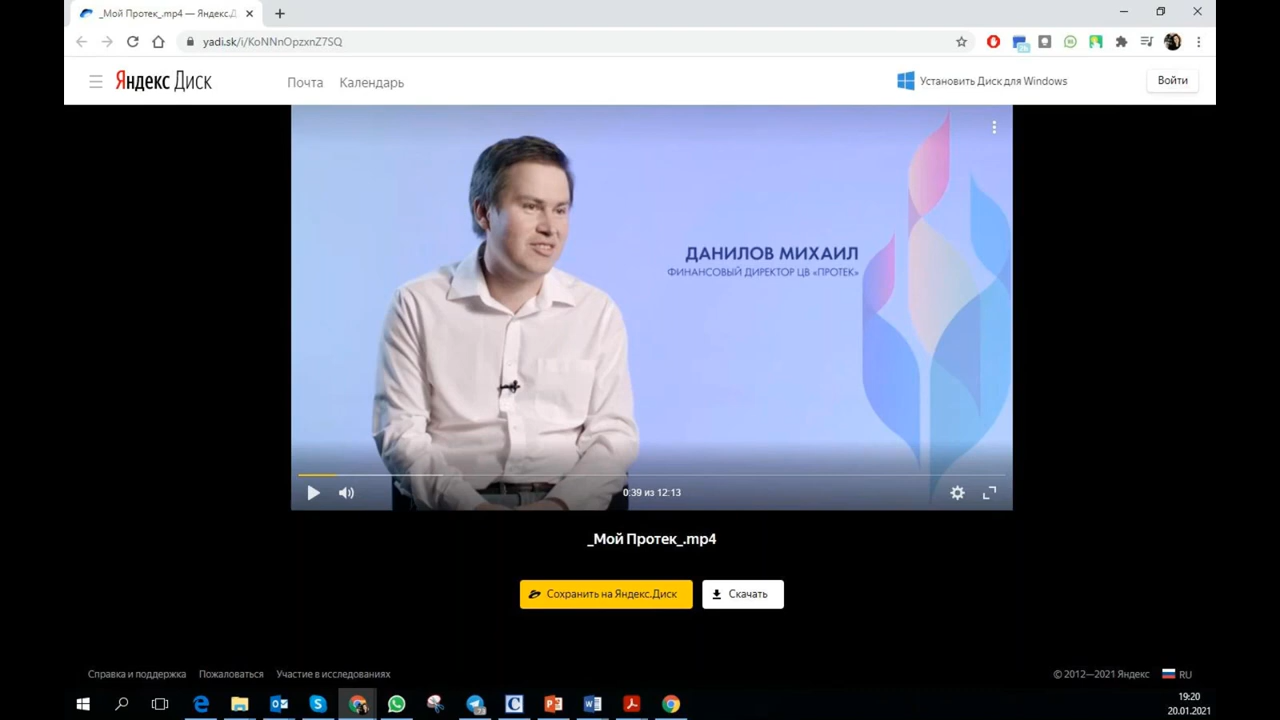 _Мой Протек_.mp4 — Яндекс.Д
yadi.sk/i/KoNNnOpzxnZ7SQ
Яндекс Диск
Почта
Календарь
Установить Диск для Windows
Войти
ДАНИЛОВ МИХАИЛ
ФИНАНСОВЫЙ ДИРЕКТОР ЦВ «ПРОТЕК»
0:39 из 12:13
_Мой Протек_.mp4
Сохранить на Яндекс.Диск
Скачать
Справка и поддержка
Пожаловаться
Участие в исследованиях
© 2012—2021 Яндекс
RU
19:20
20.01.2021